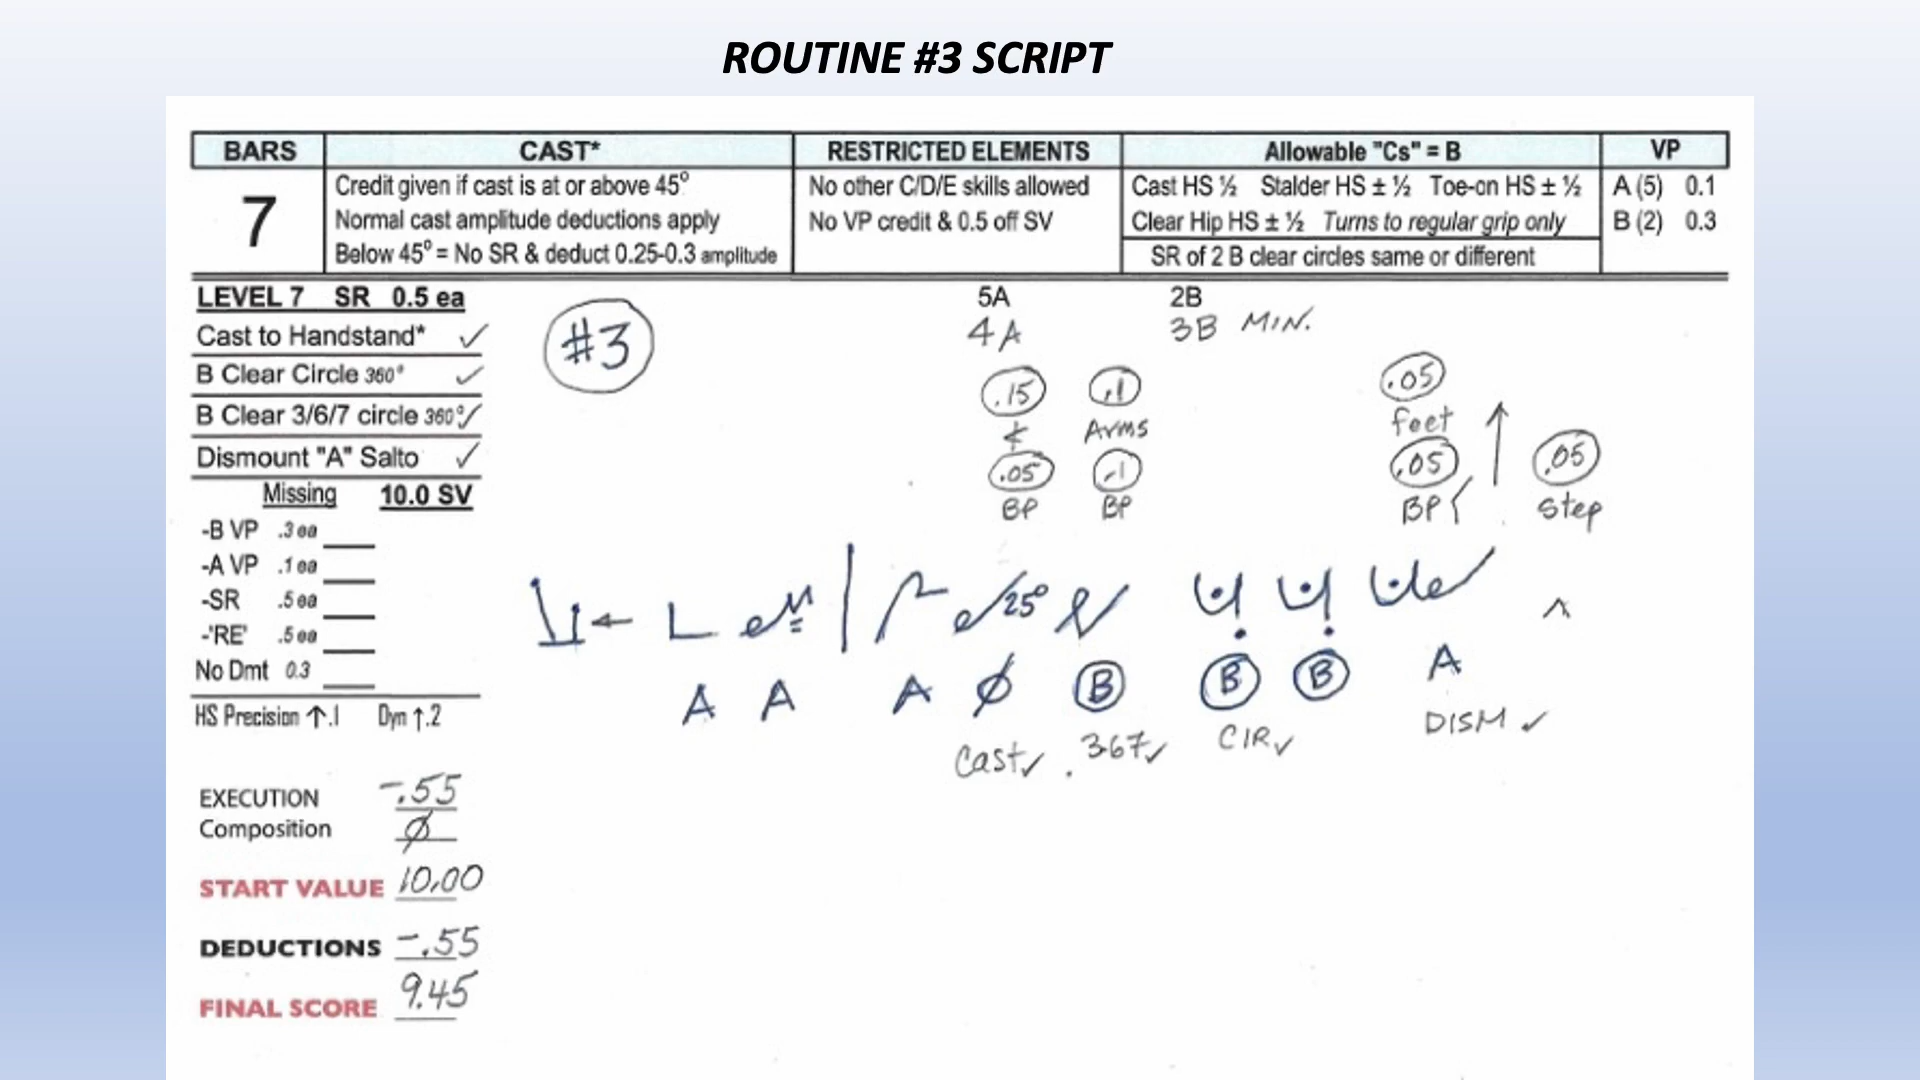 ROUTINE #3 SCRIPT
BARS CAST* RESTRICTED ELEMENTS Allowable "Cs" = B VP
7
Credit given if cast is at or above 45°
Normal cast amplitude deductions apply
Below 45° = No SR & deduct 0.25-0.3 amplitude
No other C/D/E skills allowed
No VP credit & 0.5 off SV
Cast HS ½ Stalder HS ± ½ Toe-on HS ± ½
Clear Hip HS ± ½ Turns to regular grip only
SR of 2 B clear circles same or different
A (5) 0.1
B (2) 0.3
LEVEL 7 SR 0.5 ea
Cast to Handstand* ✓
B Clear Circle 360° ✓
B Clear 3/6/7 circle 360° ✓
Dismount "A" Salto ✓
Missing 10.0 SV
-B VP .3 ea
-A VP .1 ea
-SR .5 ea
-'RE' .5 ea
No Dmt 0.3
HS Precision ↑.1 Dyn ↑.2
#3
5A 2B
4A 3B MIN.
.15 .1 .05
Arms feet
.05 .1 .05 ↑ .05
BP BP BP Step
25°
A A A Ø B B B A
Cast✓ 367✓ CIR✓ DISM ✓
EXECUTION -.55
Composition Ø
START VALUE 10.00
DEDUCTIONS -.55
FINAL SCORE 9.45